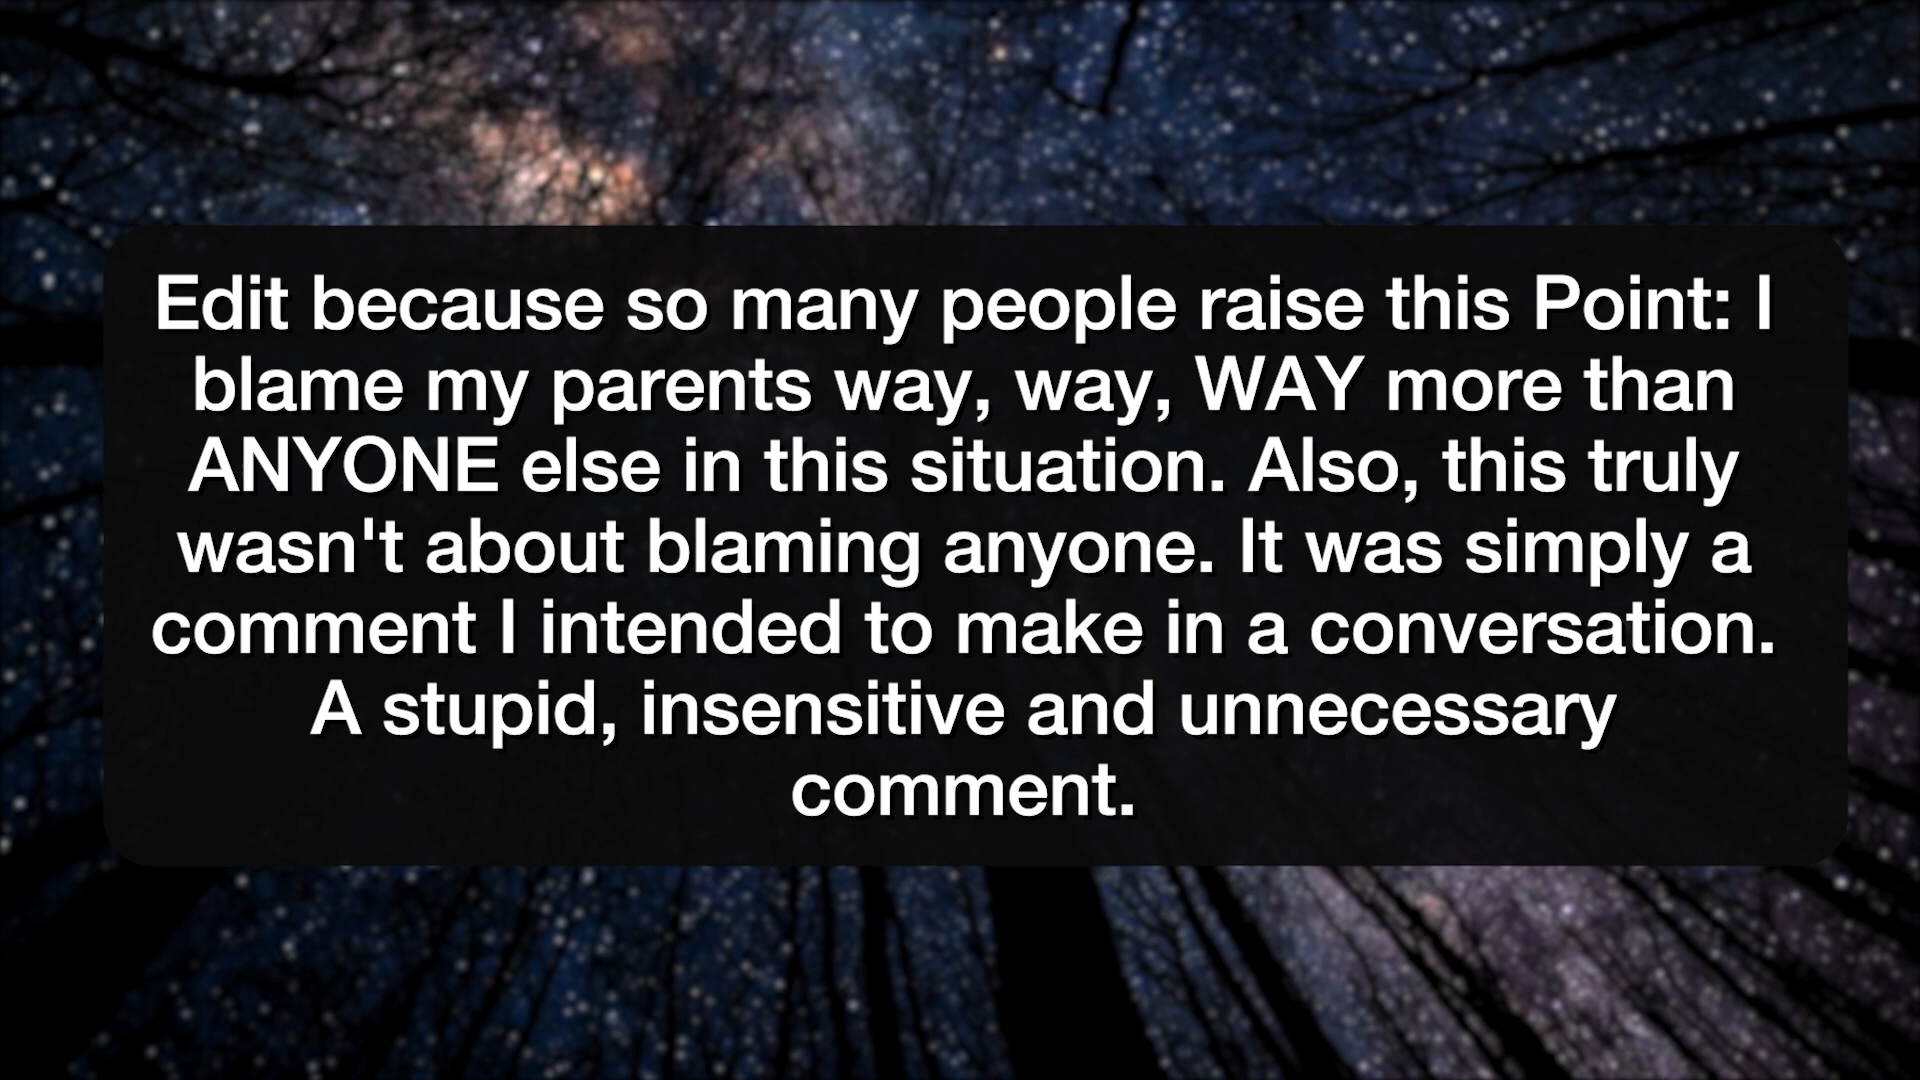 Edit because so many people raise this Point: I
blame my parents way, way, WAY more than
ANYONE else in this situation. Also, this truly
wasn't about blaming anyone. It was simply a
comment I intended to make in a conversation.
A stupid, insensitive and unnecessary
comment.